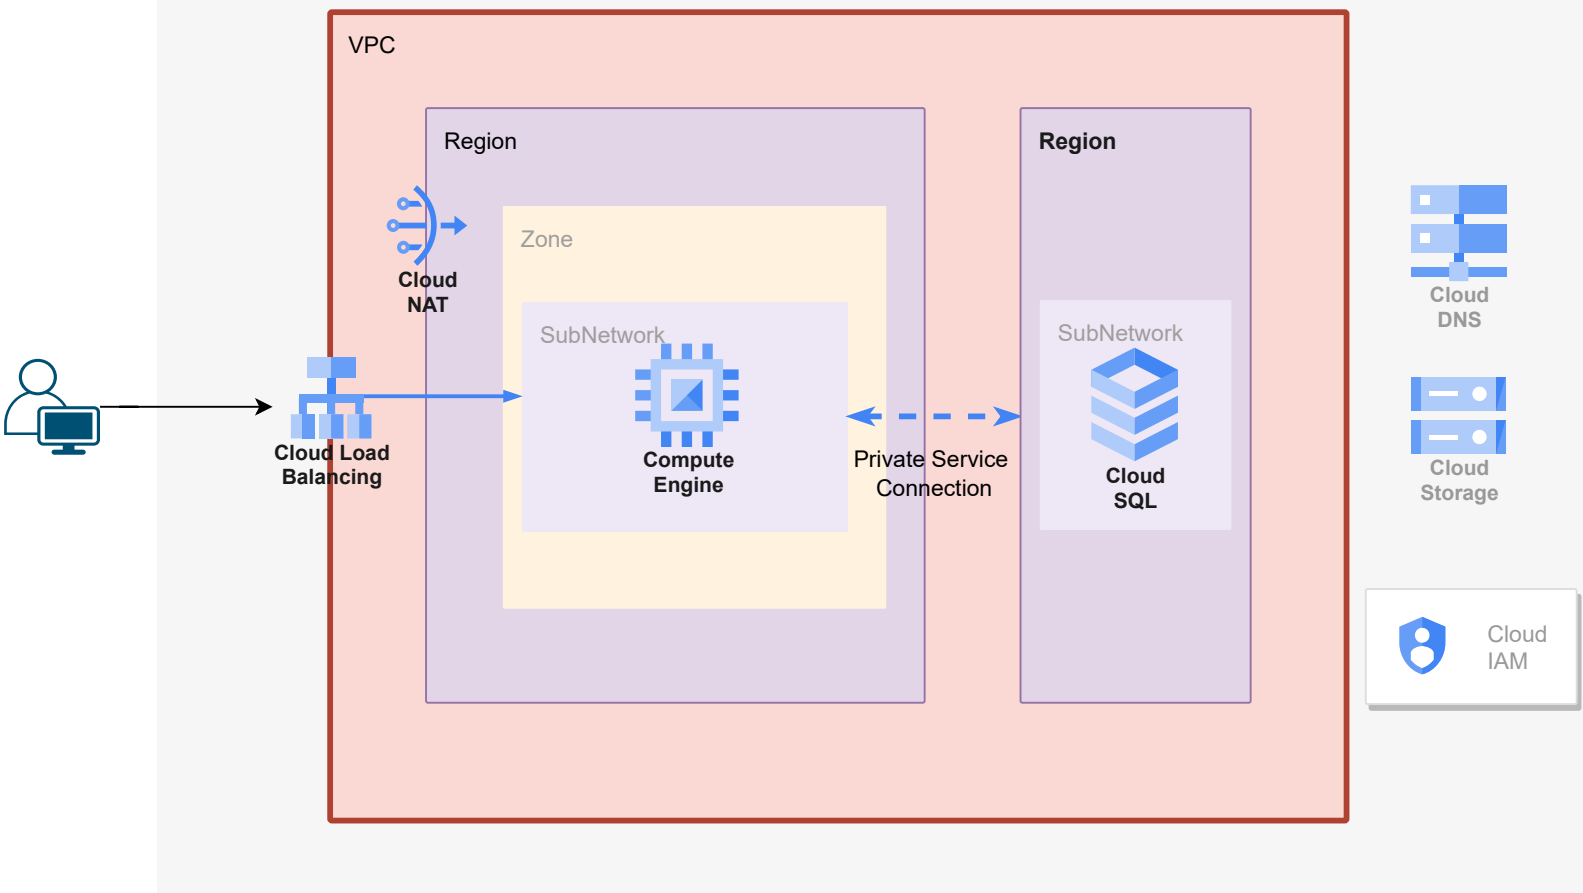 VPC
Region
Region
Zone
Cloud
NAT
SubNetwork
SubNetwork
Cloud Load
Balancing
Compute
Engine
Private Service
Connection
Cloud
SQL
Cloud
DNS
Cloud
Storage
Cloud
IAM